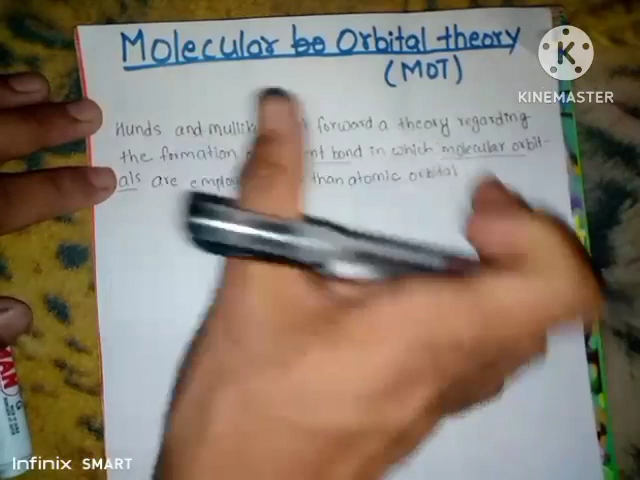 Molecular be Orbital theory
(MOT)
K
KINEMASTER
Hunds and forward a theory regarding
the formation bond in which molecular orbit-
als are than atomic orbital
Infinix SMART